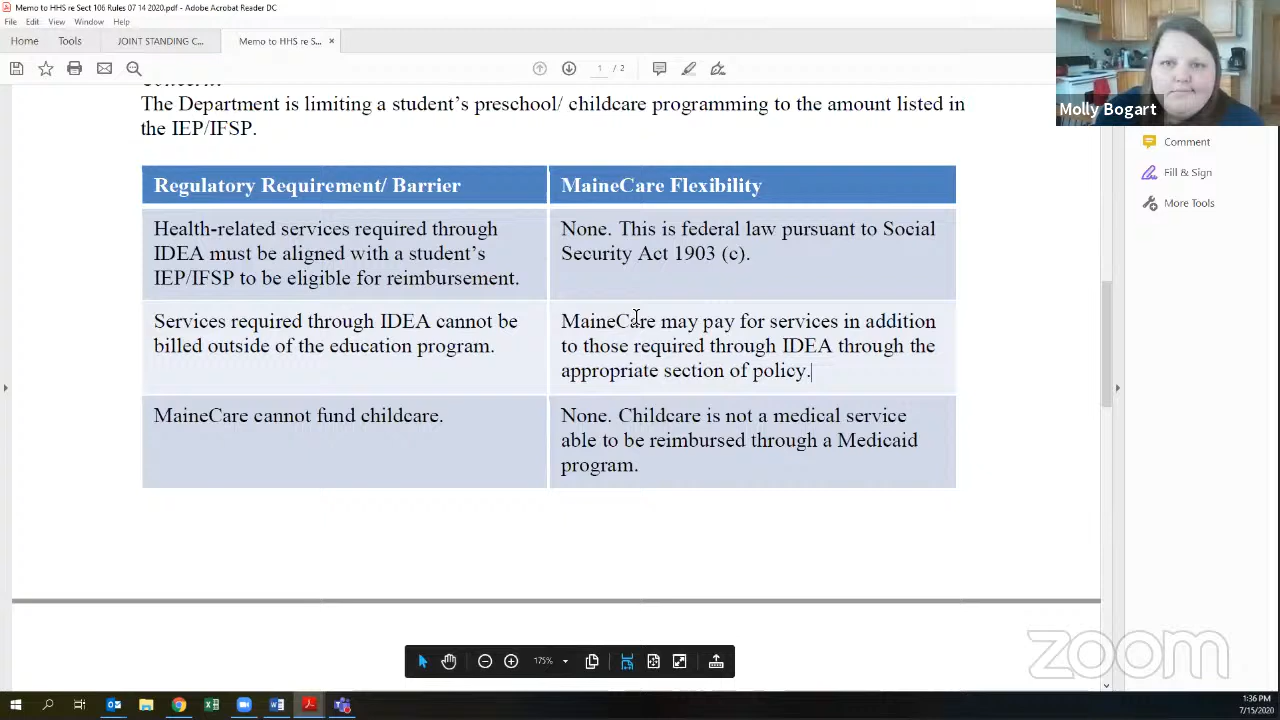 Memo to HHS re Sect 106 Rules 07 14 2020.pdf - Adobe Acrobat Reader DC
File Edit View Window Help
Home Tools JOINT STANDING C... Memo to HHS re S... ×
1 / 2
Concern:
The Department is limiting a student's preschool/ childcare programming to the amount listed in
the IEP/IFSP.
Regulatory Requirement/ Barrier
MaineCare Flexibility
Health-related services required through
IDEA must be aligned with a student's
IEP/IFSP to be eligible for reimbursement.
None. This is federal law pursuant to Social
Security Act 1903 (c).
Services required through IDEA cannot be
billed outside of the education program.
MaineCare may pay for services in addition
to those required through IDEA through the
appropriate section of policy.
MaineCare cannot fund childcare.
None. Childcare is not a medical service
able to be reimbursed through a Medicaid
program.
Molly Bogart
Comment
Fill & Sign
More Tools
175%
zoom
1:36 PM
7/15/2020